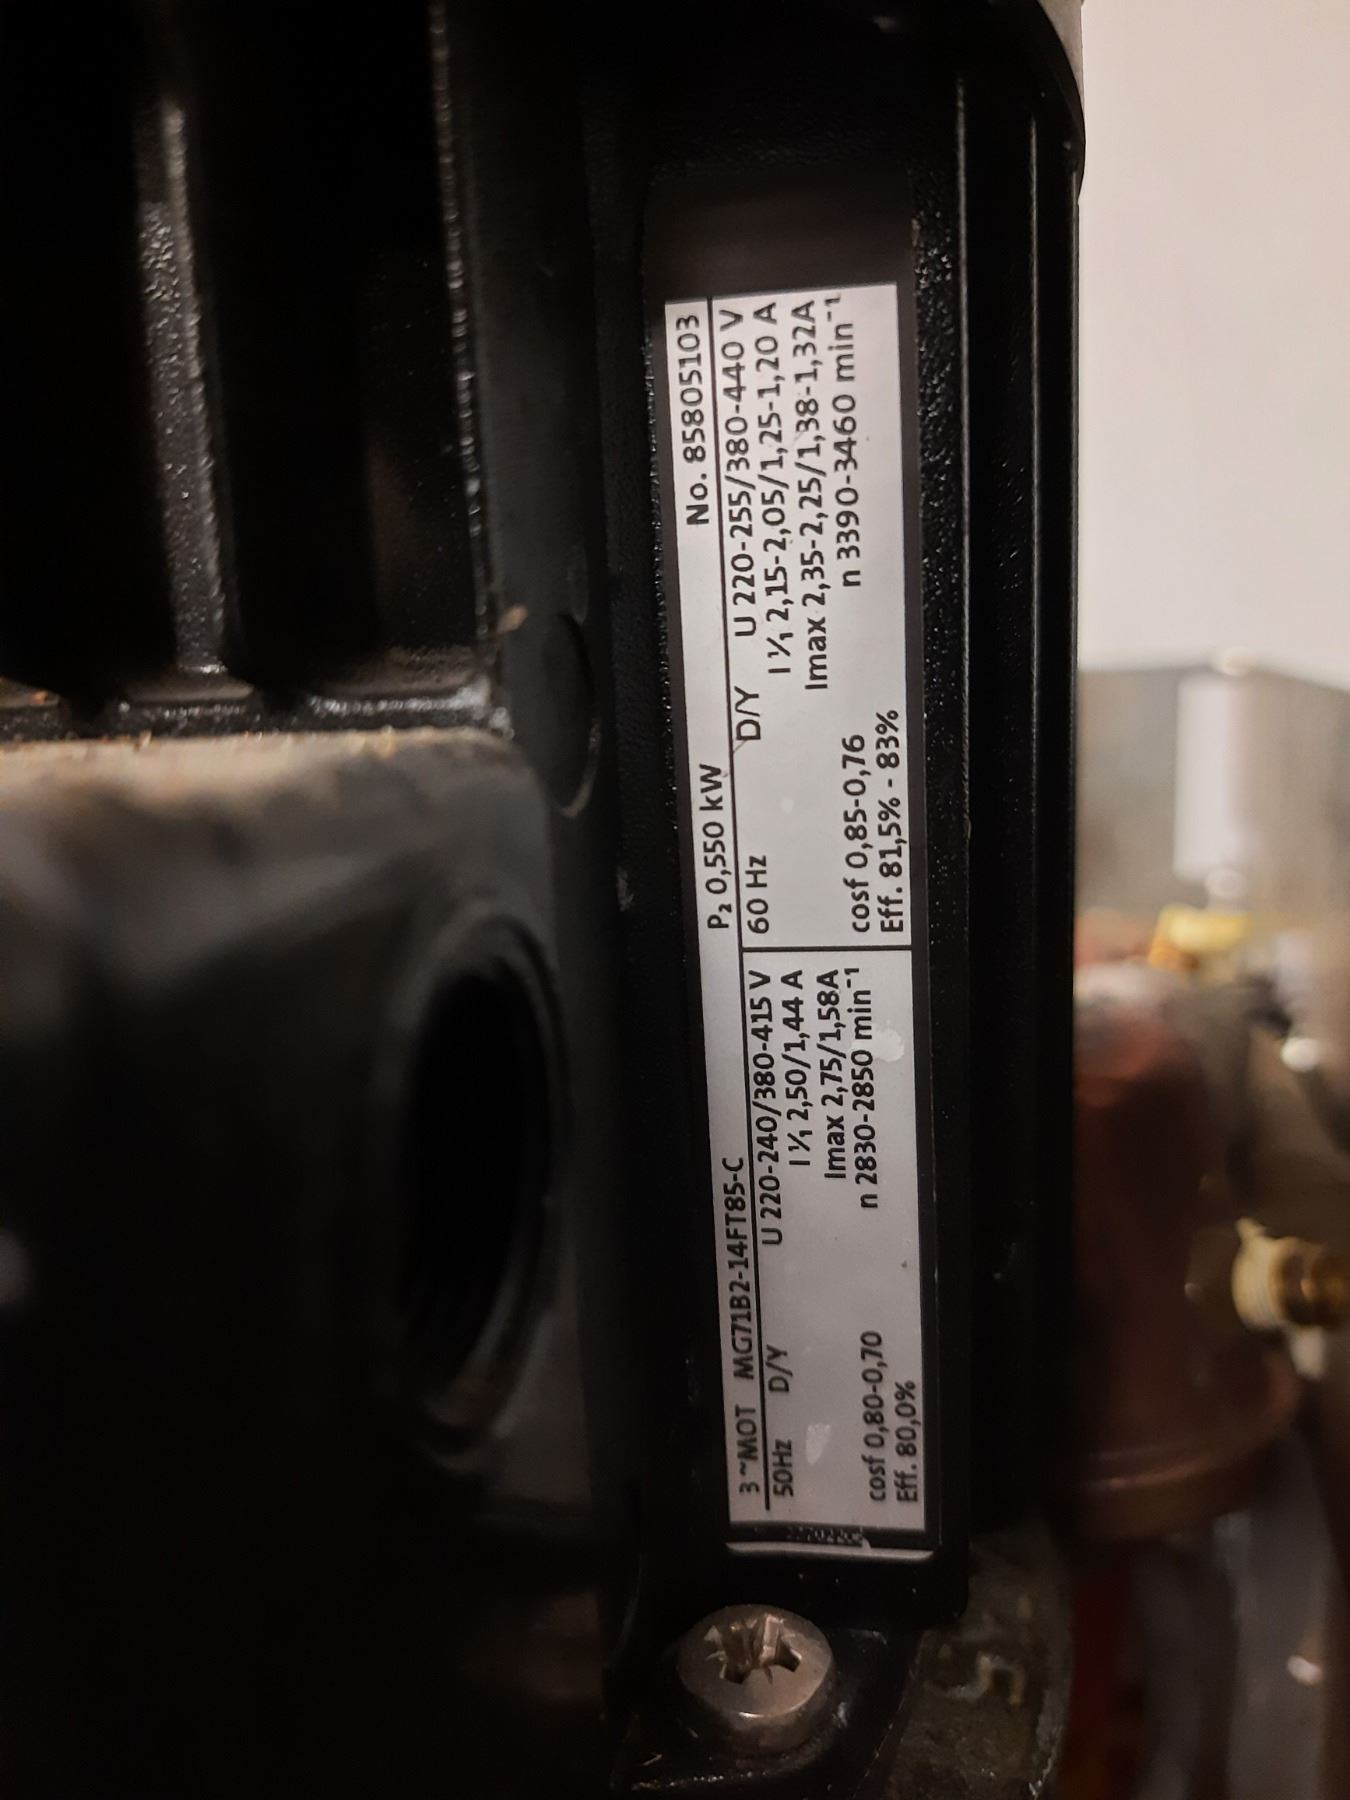 3~MOT MG71B2-14FT85-C P₂ 0,550 kW No. 85805103
50Hz D/Y U 220-240/380-415 V
I 1/1 2,50/1,44 A
Imax 2,75/1,58A
n 2830-2850 min⁻¹
cosf 0,80-0,70
Eff. 80,0%
60 Hz D/Y U 220-255/380-440 V
I 1/1 2,15-2,05/1,25-1,20 A
Imax 2,35-2,25/1,38-1,32A
n 3390-3460 min⁻¹
cosf 0,85-0,76
Eff. 81,5% - 83%
5